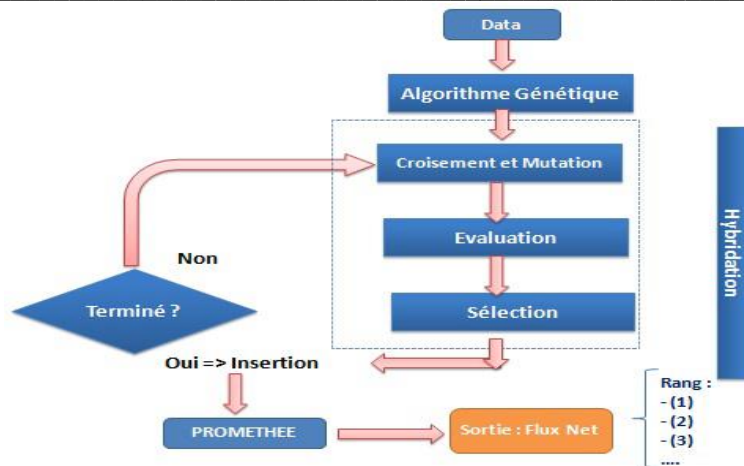 Data
Algorithme Génétique
Croisement et Mutation
Evaluation
Sélection
Hybridation
Non
Terminé ?
Oui => Insertion
PROMETHEE
Sortie : Flux Net
Rang :
- (1)
- (2)
- (3)
....